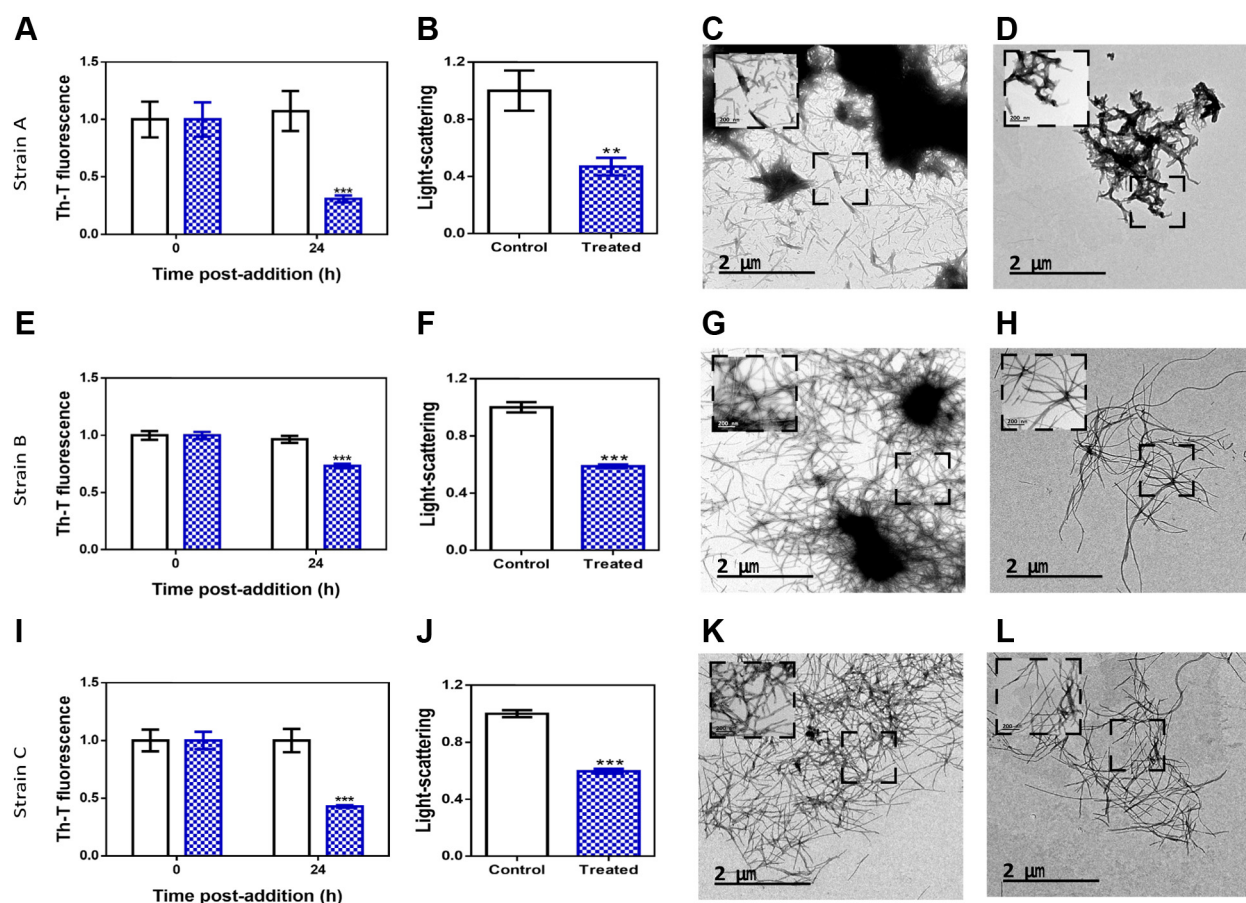 A
B
C
D
Strain A
Th-T fluorescence
1.5
1.0
0.5
0.0
***
0
24
Time post-addition (h)
Light-scattering
1.2
0.8
0.4
0.0
**
Control
Treated
200 nm
2 μm
200 nm
2 μm
E
F
G
H
Strain B
Th-T fluorescence
1.5
1.0
0.5
0.0
***
0
24
Time post-addition (h)
Light-scattering
1.2
0.8
0.4
0.0
***
Control
Treated
200 nm
2 μm
200 nm
2 μm
I
J
K
L
Strain C
Th-T fluorescence
1.5
1.0
0.5
0.0
***
0
24
Time post-addition (h)
Light-scattering
1.2
0.8
0.4
0.0
***
Control
Treated
200 nm
2 μm
200 nm
2 μm